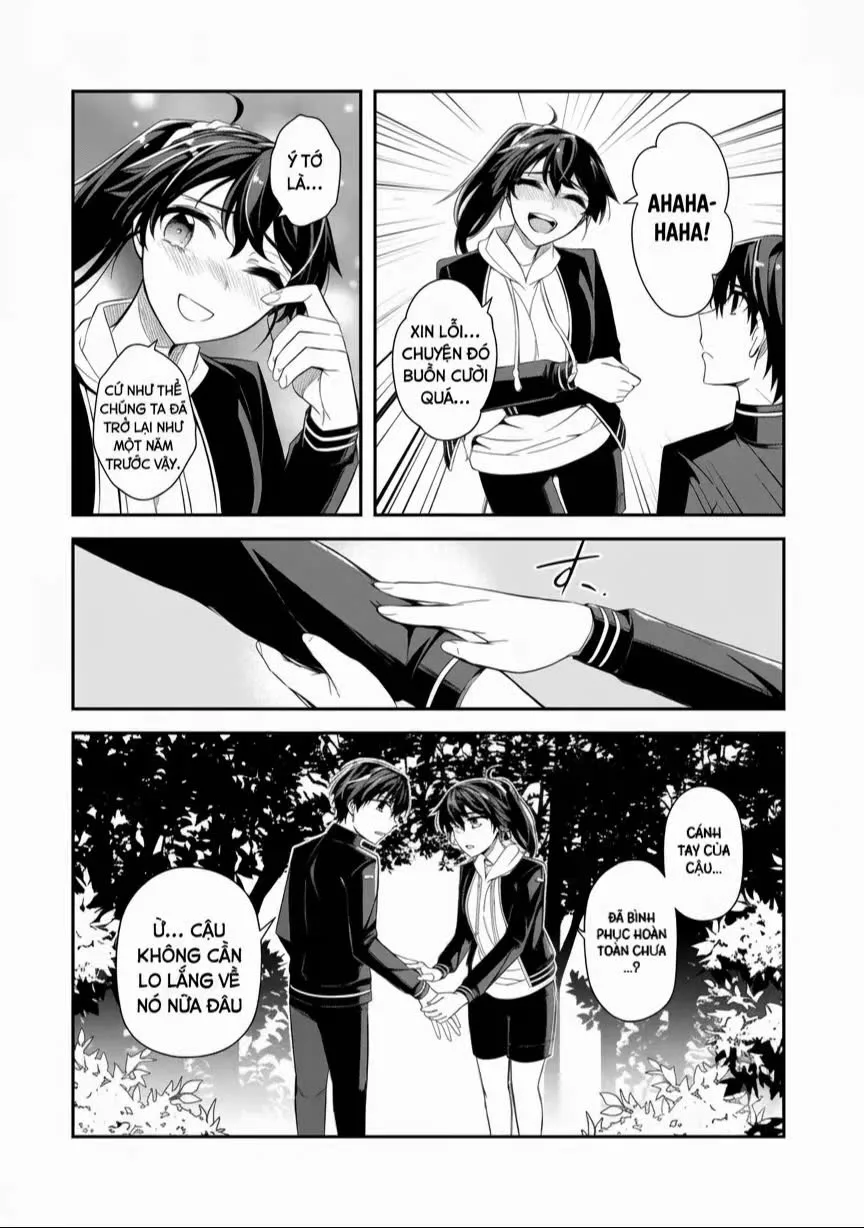 AHAHA-
HAHA!
XIN LỖI...
CHUYỆN ĐÓ
BUỒN CƯỜI
QUÁ...
Ý TỚ
LÀ...
CỨ NHƯ THỂ
CHÚNG TA ĐÃ
TRỞ LẠI NHƯ
MỘT NĂM
TRƯỚC VẬY.
す、
CÁNH
TAY CỦA
CẬU...
ĐÃ BÌNH
PHỤC HOÀN
TOÀN CHƯA
...?
Ừ... CẬU
KHÔNG CẦN
LO LẮNG VỀ
NÓ NỮA ĐÂU